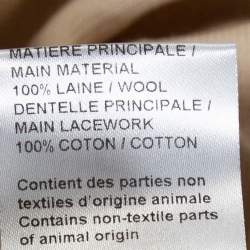 MATIÈRE PRINCIPALE /
MAIN MATERIAL
100% LAINE / WOOL
DENTELLE PRINCIPALE /
MAIN LACEWORK
100% COTON / COTTON
Contient des parties non
textiles d'origine animale
Contains non-textile parts
of animal origin